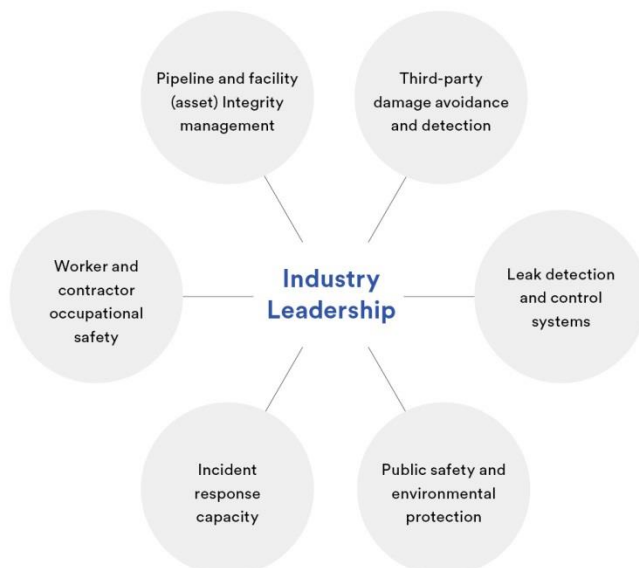 Pipeline and facility
(asset) Integrity
management
Third-party
damage avoidance
and detection
Worker and
contractor
occupational
safety
Industry
Leadership
Leak detection
and control
systems
Incident
response
capacity
Public safety and
environmental
protection